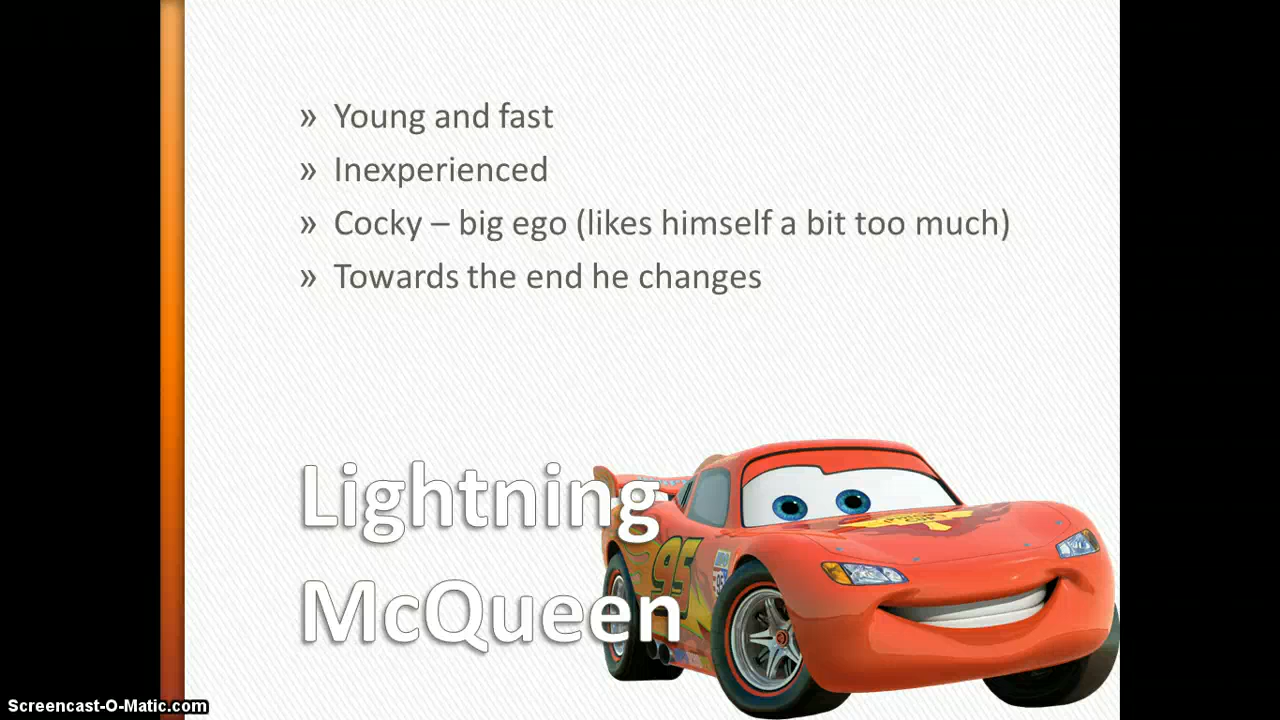 » Young and fast
» Inexperienced
» Cocky – big ego (likes himself a bit too much)
» Towards the end he changes
Lightning
McQueen
95
Screencast-O-Matic.com